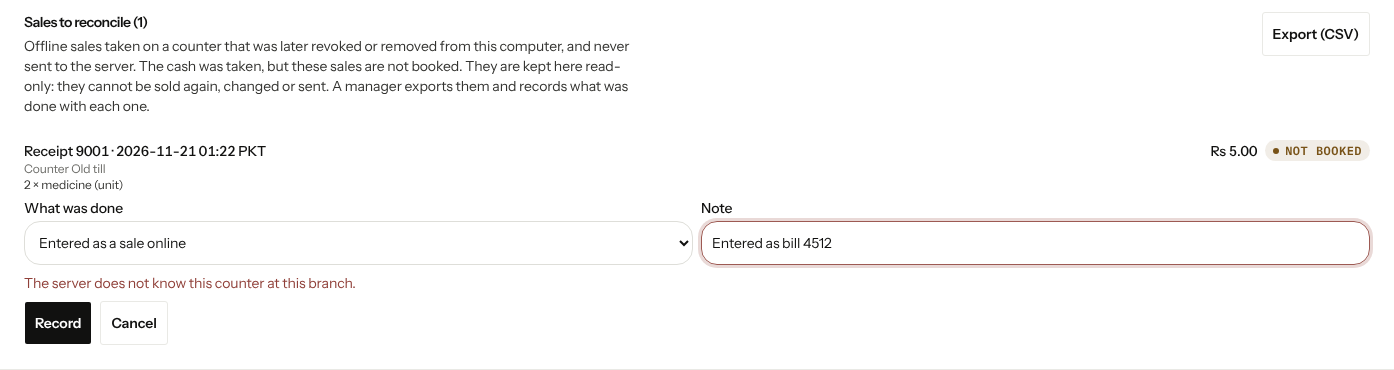 Sales to reconcile (1)
Export (CSV)
Offline sales taken on a counter that was later revoked or removed from this computer, and never
sent to the server. The cash was taken, but these sales are not booked. They are kept here read-
only: they cannot be sold again, changed or sent. A manager exports them and records what was
done with each one.
Receipt 9001 · 2026-11-21 01:22 PKT
Rs 5.00
NOT BOOKED
Counter Old till
2 × medicine (unit)
What was done
Note
Entered as a sale online
Entered as bill 4512
The server does not know this counter at this branch.
Record
Cancel